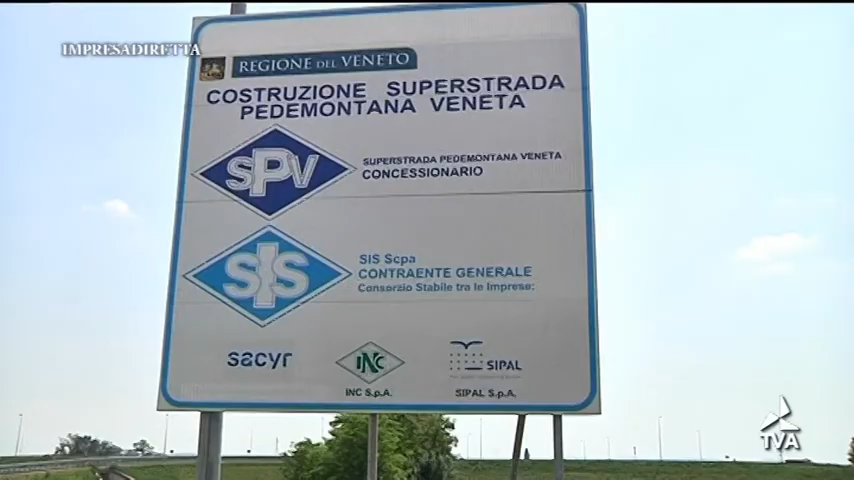 IMPRESADIRETTA
REGIONE DEL VENETO
COSTRUZIONE SUPERSTRADA
PEDEMONTANA VENETA
SPV
SUPERSTRADA PEDEMONTANA VENETA
CONCESSIONARIO
SIS
SIS Scpa
CONTRAENTE GENERALE
Consorzio Stabile tra le Imprese:
sacyr
INC
SIPAL
INC S.p.A.
SIPAL S.p.A.
TVA